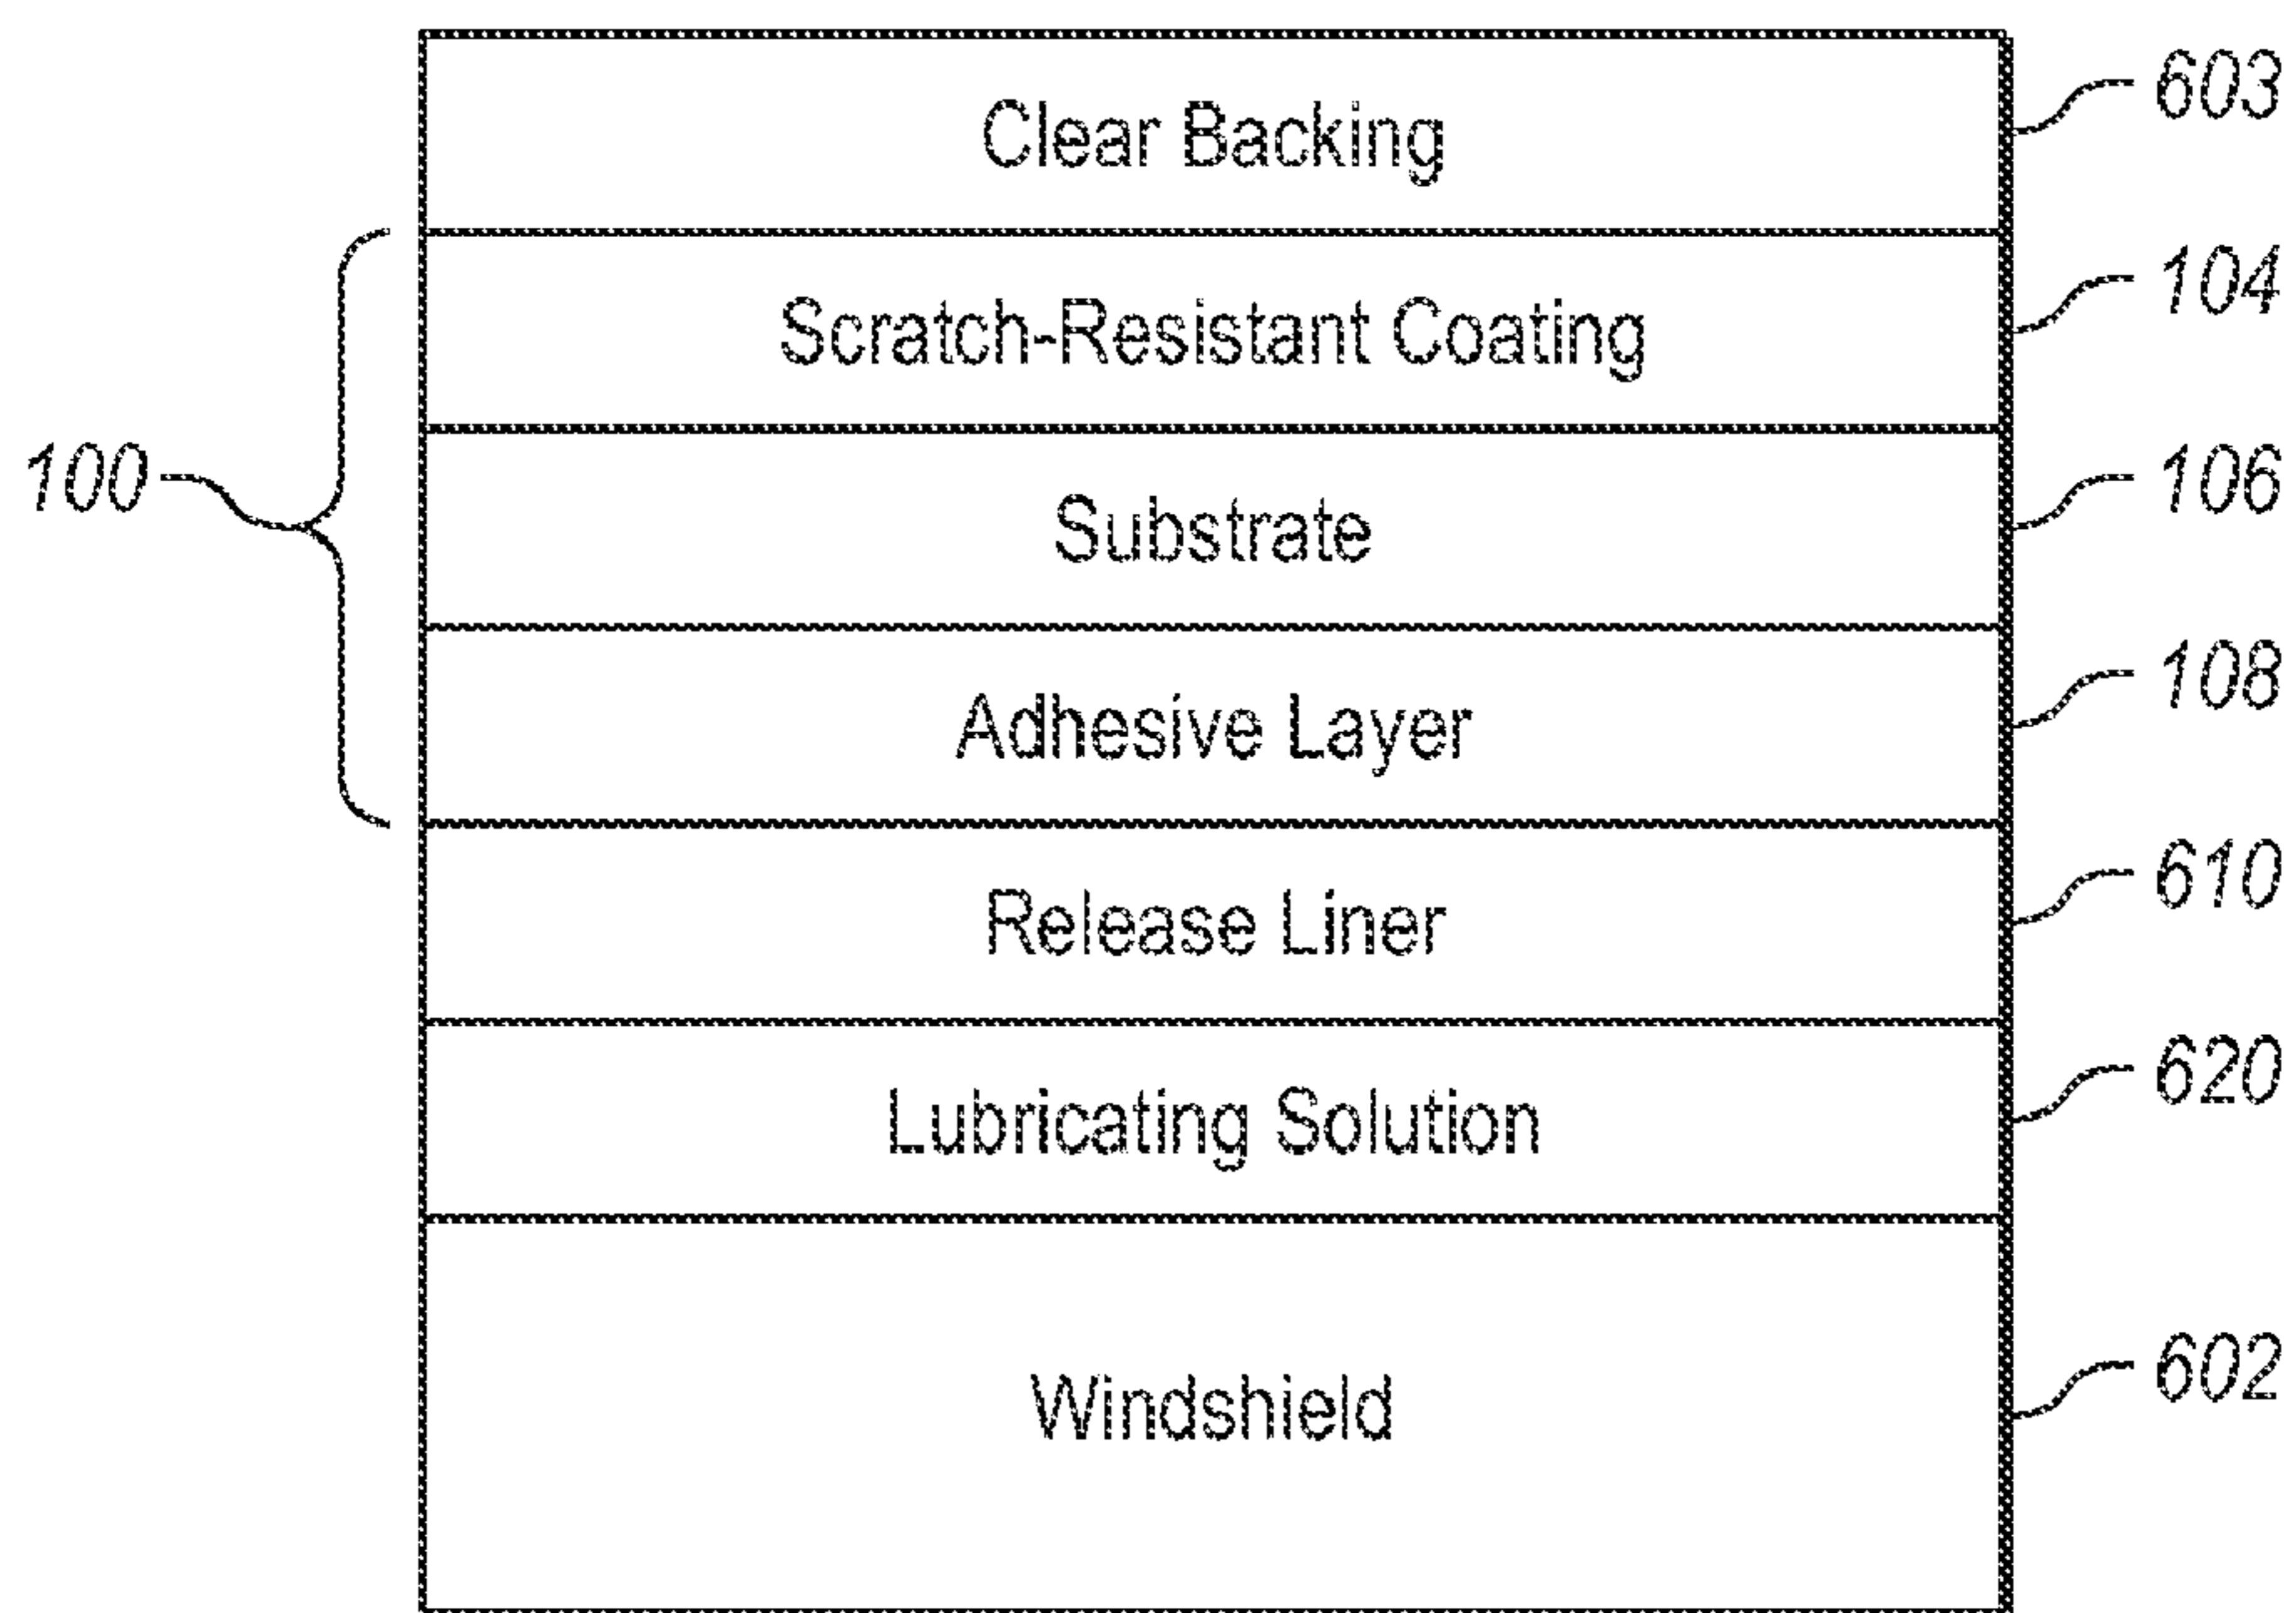 Clear Backing 603
Scratch-Resistant Coating 104
100
Substrate 106
Adhesive Layer 108
Release Liner 610
Lubricating Solution 620
Windshield 602